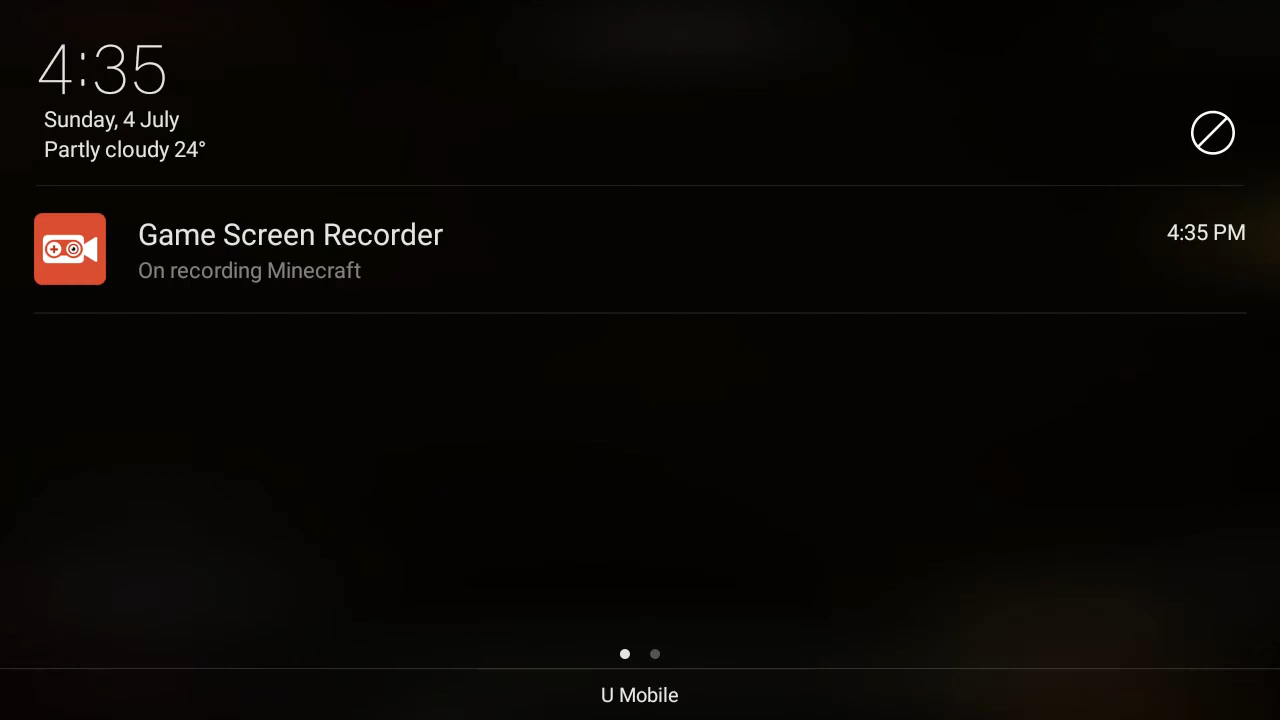 4:35
Sunday, 4 July
Partly cloudy 24°
Game Screen Recorder
4:35 PM
On recording Minecraft
U Mobile